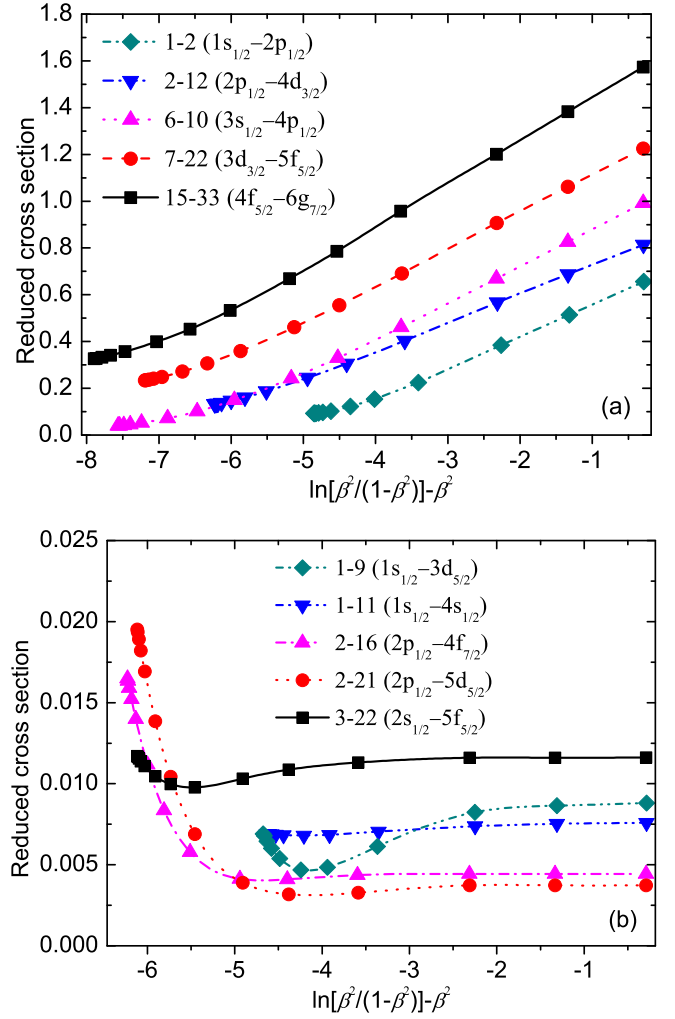 1.8
1.6
1.4
1.2
1.0
0.8
0.6
0.4
0.2
0.0
Reduced cross section
1-2 (1s1/2–2p1/2)
2-12 (2p1/2–4d3/2)
6-10 (3s1/2–4p1/2)
7-22 (3d3/2–5f5/2)
15-33 (4f5/2–6g7/2)
(a)
-8 -7 -6 -5 -4 -3 -2 -1
ln[β²/(1-β²)]-β²
0.025
0.020
0.015
0.010
0.005
0.000
Reduced cross section
1-9 (1s1/2–3d5/2)
1-11 (1s1/2–4s1/2)
2-16 (2p1/2–4f7/2)
2-21 (2p1/2–5d5/2)
3-22 (2s1/2–5f5/2)
(b)
-6 -5 -4 -3 -2 -1
ln[β²/(1-β²)]-β²